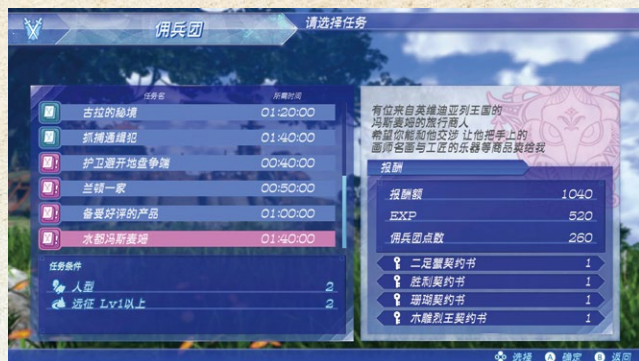 佣兵团
请选择任务
任务名 所需时间
古拉的秘境 01:20:00
抓捕通缉犯 01:40:00
护卫避开地盘争端 00:40:00
兰顿一家 00:50:00
备受好评的产品 01:00:00
水都冯斯麦姆 01:40:00
任务条件
人型 2
远征 Lv1以上 2
有位来自英维迪亚列王国的
冯斯麦姆的旅行商人
希望你能和他交涉 让他把手上的
画师名画与工匠的乐器等商品卖给我
报酬
报酬额 1040
EXP 520
佣兵团点数 260
二足蟹契约书 1
胜利契约书 1
珊瑚契约书 1
木雕烈王契约书 1
选择 A 确定 B 返回